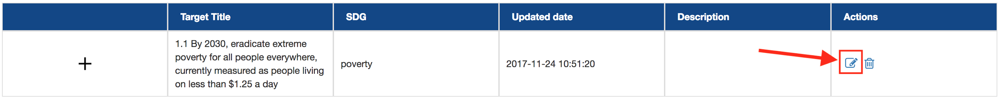 Target Title
SDG
Updated date
Description
Actions
1.1 By 2030, eradicate extreme
poverty for all people everywhere,
currently measured as people living
on less than $1.25 a day
poverty
2017-11-24 10:51:20